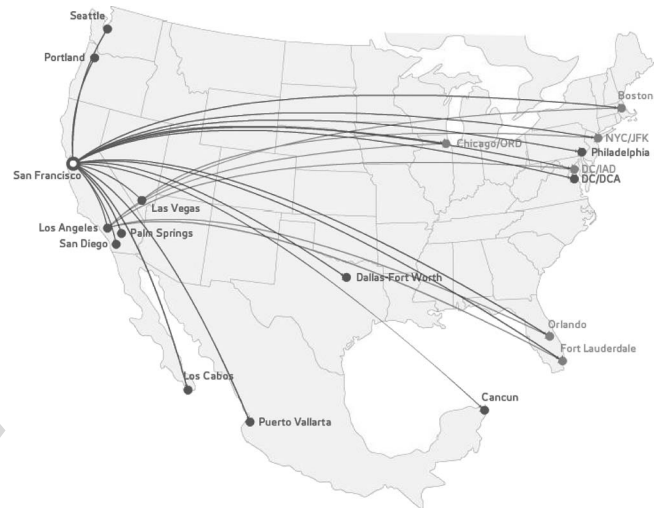 Seattle
Portland
Boston
NYC/JFK
Chicago/ORD
Philadelphia
San Francisco
DC/IAD
DC/DCA
Las Vegas
Los Angeles
Palm Springs
San Diego
Dallas-Fort Worth
Orlando
Fort Lauderdale
Los Cabos
Cancun
Puerto Vallarta